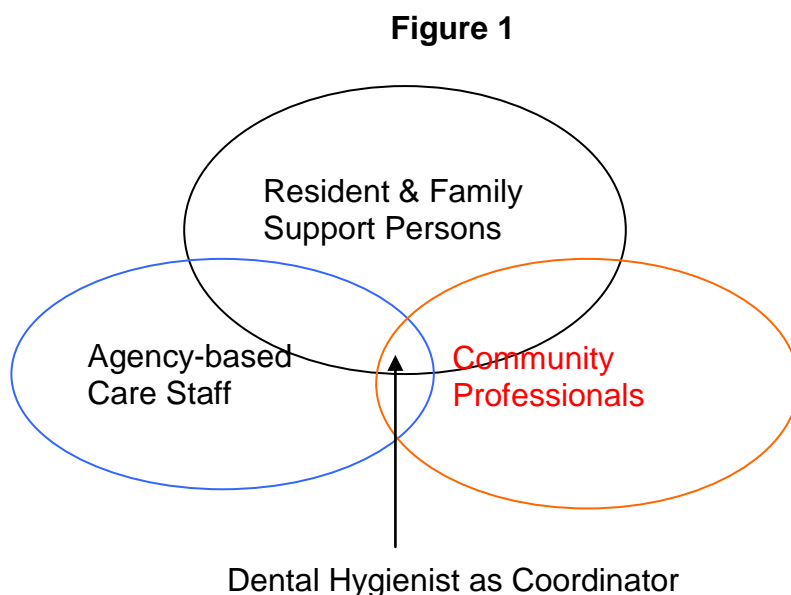 Figure 1
Resident & Family
Support Persons
Agency-based
Care Staff
Community
Professionals
Dental Hygienist as Coordinator